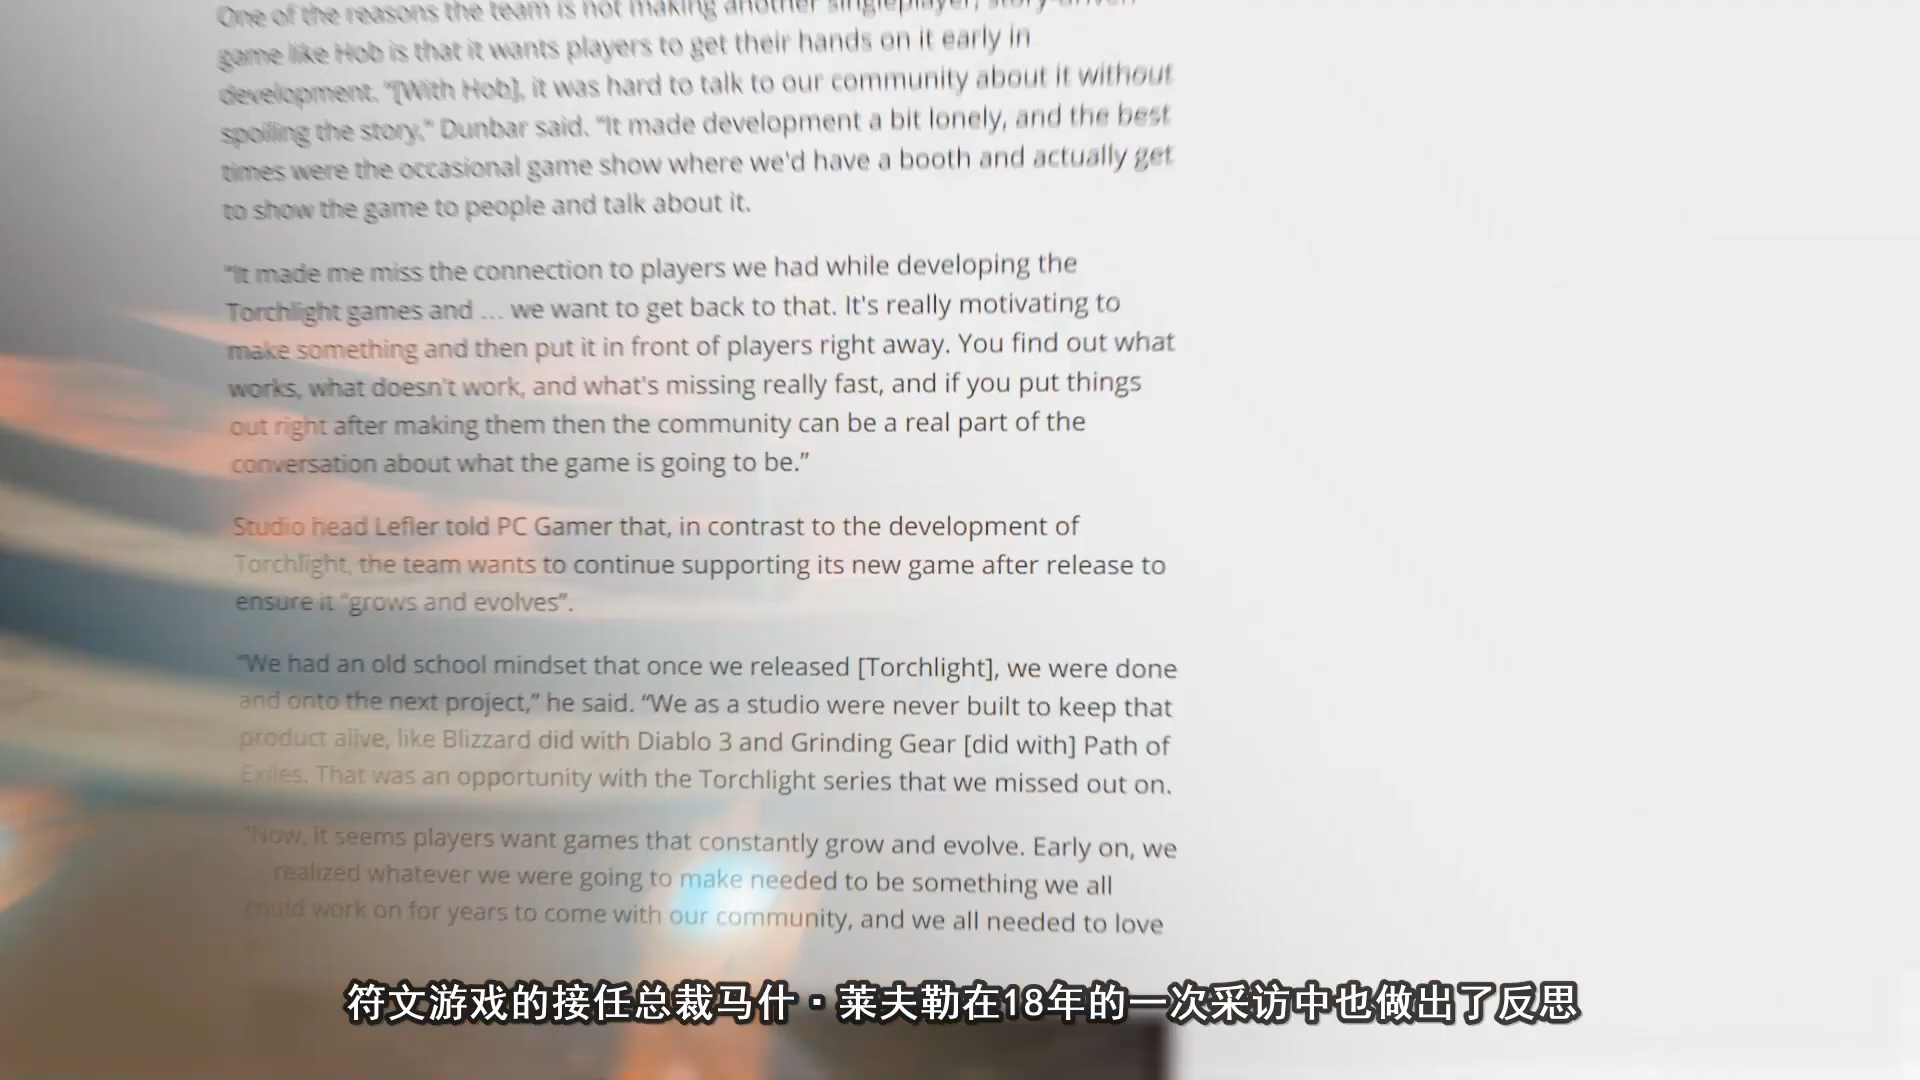 One of the reasons the team is not making another singleplayer, story-driven
game like Hob is that it wants players to get their hands on it early in
development. “[With Hob], it was hard to talk to our community about it without
spoiling the story,” Dunbar said. “It made development a bit lonely, and the best
times were the occasional game show where we'd have a booth and actually get
to show the game to people and talk about it.
“It made me miss the connection to players we had while developing the
Torchlight games and … we want to get back to that. It's really motivating to
make something and then put it in front of players right away. You find out what
works, what doesn't work, and what's missing really fast, and if you put things
out right after making them then the community can be a real part of the
conversation about what the game is going to be.”
Studio head Lefler told PC Gamer that, in contrast to the development of
Torchlight, the team wants to continue supporting its new game after release to
ensure it “grows and evolves”.
“We had an old school mindset that once we released [Torchlight], we were done
and onto the next project,” he said. “We as a studio were never built to keep that
product alive, like Blizzard did with Diablo 3 and Grinding Gear [did with] Path of
Exiles. That was an opportunity with the Torchlight series that we missed out on.
“Now, it seems players want games that constantly grow and evolve. Early on, we
realized whatever we were going to make needed to be something we all
could work on for years to come with our community, and we all needed to love
符文游戏的接任总裁马什·莱夫勒在18年的一次采访中也做出了反思